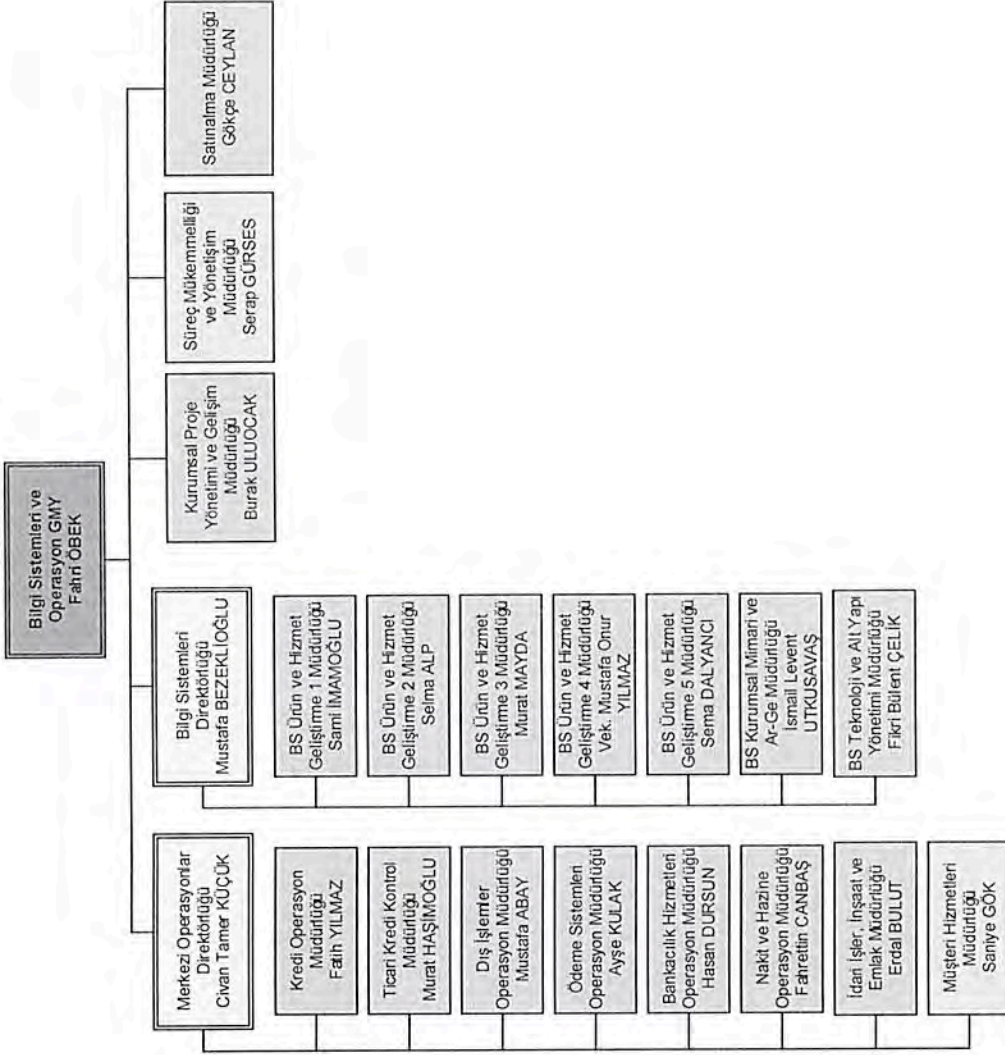 Bilgi Sistemleri ve
Operasyon GMY
Fahri ÖBEK
Merkezi Operasyonlar
Direktörlüğü
Civan Tamer KÜÇÜK
Kredi Operasyon
Müdürlüğü
Fatih YILMAZ
Ticari Kredi Kontrol
Müdürlüğü
Murat HAŞİMOĞLU
Dış İşlemler
Operasyon Müdürlüğü
Mustafa ABAY
Ödeme Sistemleri
Operasyon Müdürlüğü
Ayşe KULAK
Bankacılık Hizmetleri
Operasyon Müdürlüğü
Hasan DURSUN
Nakit ve Hazine
Operasyon Müdürlüğü
Fahrettin CANBAŞ
İdari İşler, İnşaat ve
Emlak Müdürlüğü
Erdal BULUT
Müşteri Hizmetleri
Müdürlüğü
Saniye GÖK
Bilgi Sistemleri
Direktörlüğü
Mustafa BEZEKLİOĞLU
BS Ürün ve Hizmet
Geliştirme 1 Müdürlüğü
Sami İMAMOĞLU
BS Ürün ve Hizmet
Geliştirme 2 Müdürlüğü
Selma ALP
BS Ürün ve Hizmet
Geliştirme 3 Müdürlüğü
Murat MAYDA
BS Ürün ve Hizmet
Geliştirme 4 Müdürlüğü
Vek. Mustafa Onur
YILMAZ
BS Ürün ve Hizmet
Geliştirme 5 Müdürlüğü
Serma DALYANCI
BS Kurumsal Mimari ve
Ar-Ge Müdürlüğü
İsmail Levent
UTKUSAVAŞ
BS Teknoloji ve Alt Yapı
Yönetimi Müdürlüğü
Fikri Bülent ÇELİK
Kurumsal Proje
Yönetimi ve Gelişim
Müdürlüğü
Burak ULUOCAK
Süreç Mükemmelliği
ve Yönetişim
Müdürlüğü
Serap GÜRSES
Satınalma Müdürlüğü
Gökçe CEYLAN